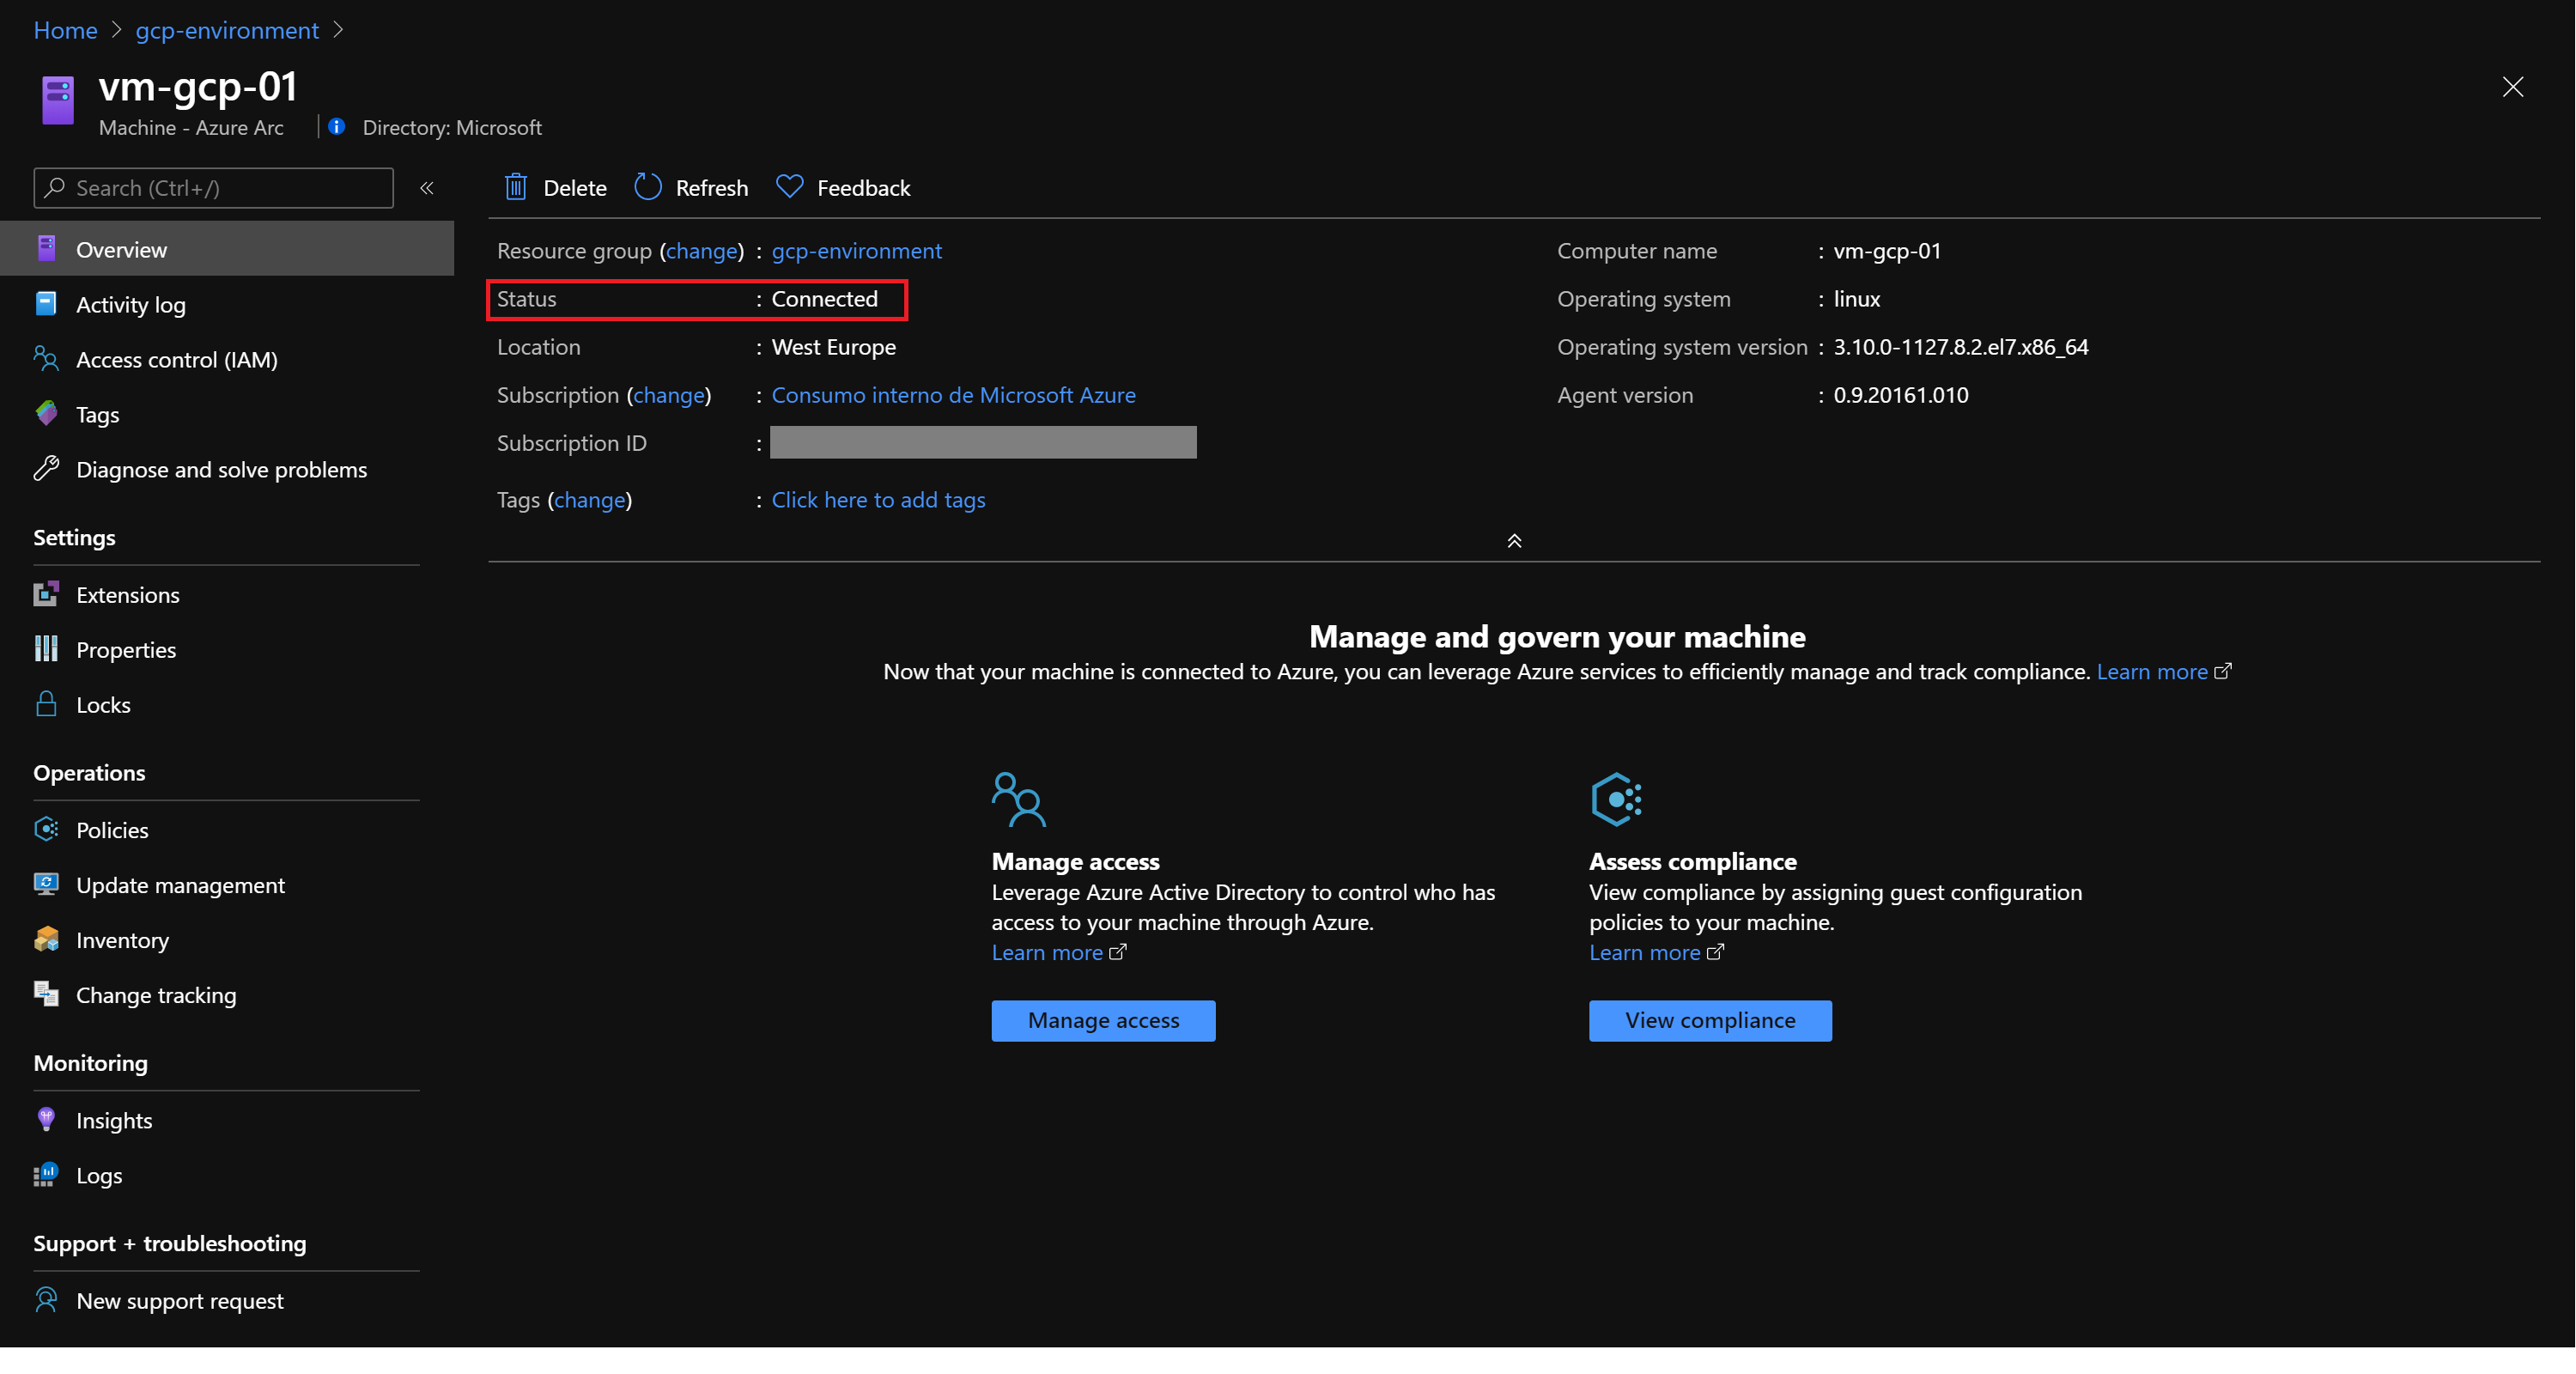 Home > gcp-environment >
vm-gcp-01
Machine - Azure Arc | Directory: Microsoft
Search (Ctrl+/) «
Overview
Activity log
Access control (IAM)
Tags
Diagnose and solve problems
Settings
Extensions
Properties
Locks
Operations
Policies
Update management
Inventory
Change tracking
Monitoring
Insights
Logs
Support + troubleshooting
New support request
Delete Refresh Feedback
Resource group (change) : gcp-environment
Status : Connected
Location : West Europe
Subscription (change) : Consumo interno de Microsoft Azure
Subscription ID :
Tags (change) : Click here to add tags
Computer name : vm-gcp-01
Operating system : linux
Operating system version : 3.10.0-1127.8.2.el7.x86_64
Agent version : 0.9.20161.010
Manage and govern your machine
Now that your machine is connected to Azure, you can leverage Azure services to efficiently manage and track compliance. Learn more
Manage access
Leverage Azure Active Directory to control who has
access to your machine through Azure.
Learn more
Manage access
Assess compliance
View compliance by assigning guest configuration
policies to your machine.
Learn more
View compliance